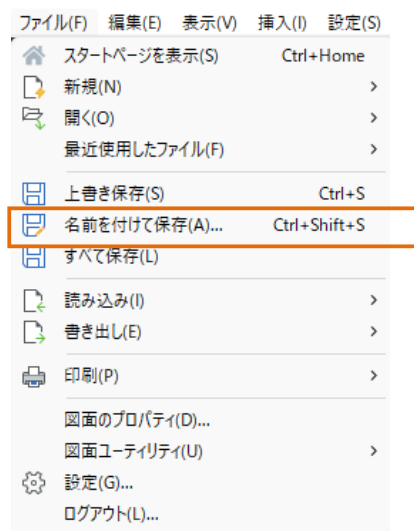 ファイル(F) 編集(E) 表示(V) 挿入(I) 設定(S)
スタートページを表示(S) Ctrl+Home
新規(N)
開く(O)
最近使用したファイル(F)
上書き保存(S) Ctrl+S
名前を付けて保存(A)... Ctrl+Shift+S
すべて保存(L)
読み込み(I)
書き出し(E)
印刷(P)
図面のプロパティ(D)...
図面ユーティリティ(U)
設定(G)...
ログアウト(L)...